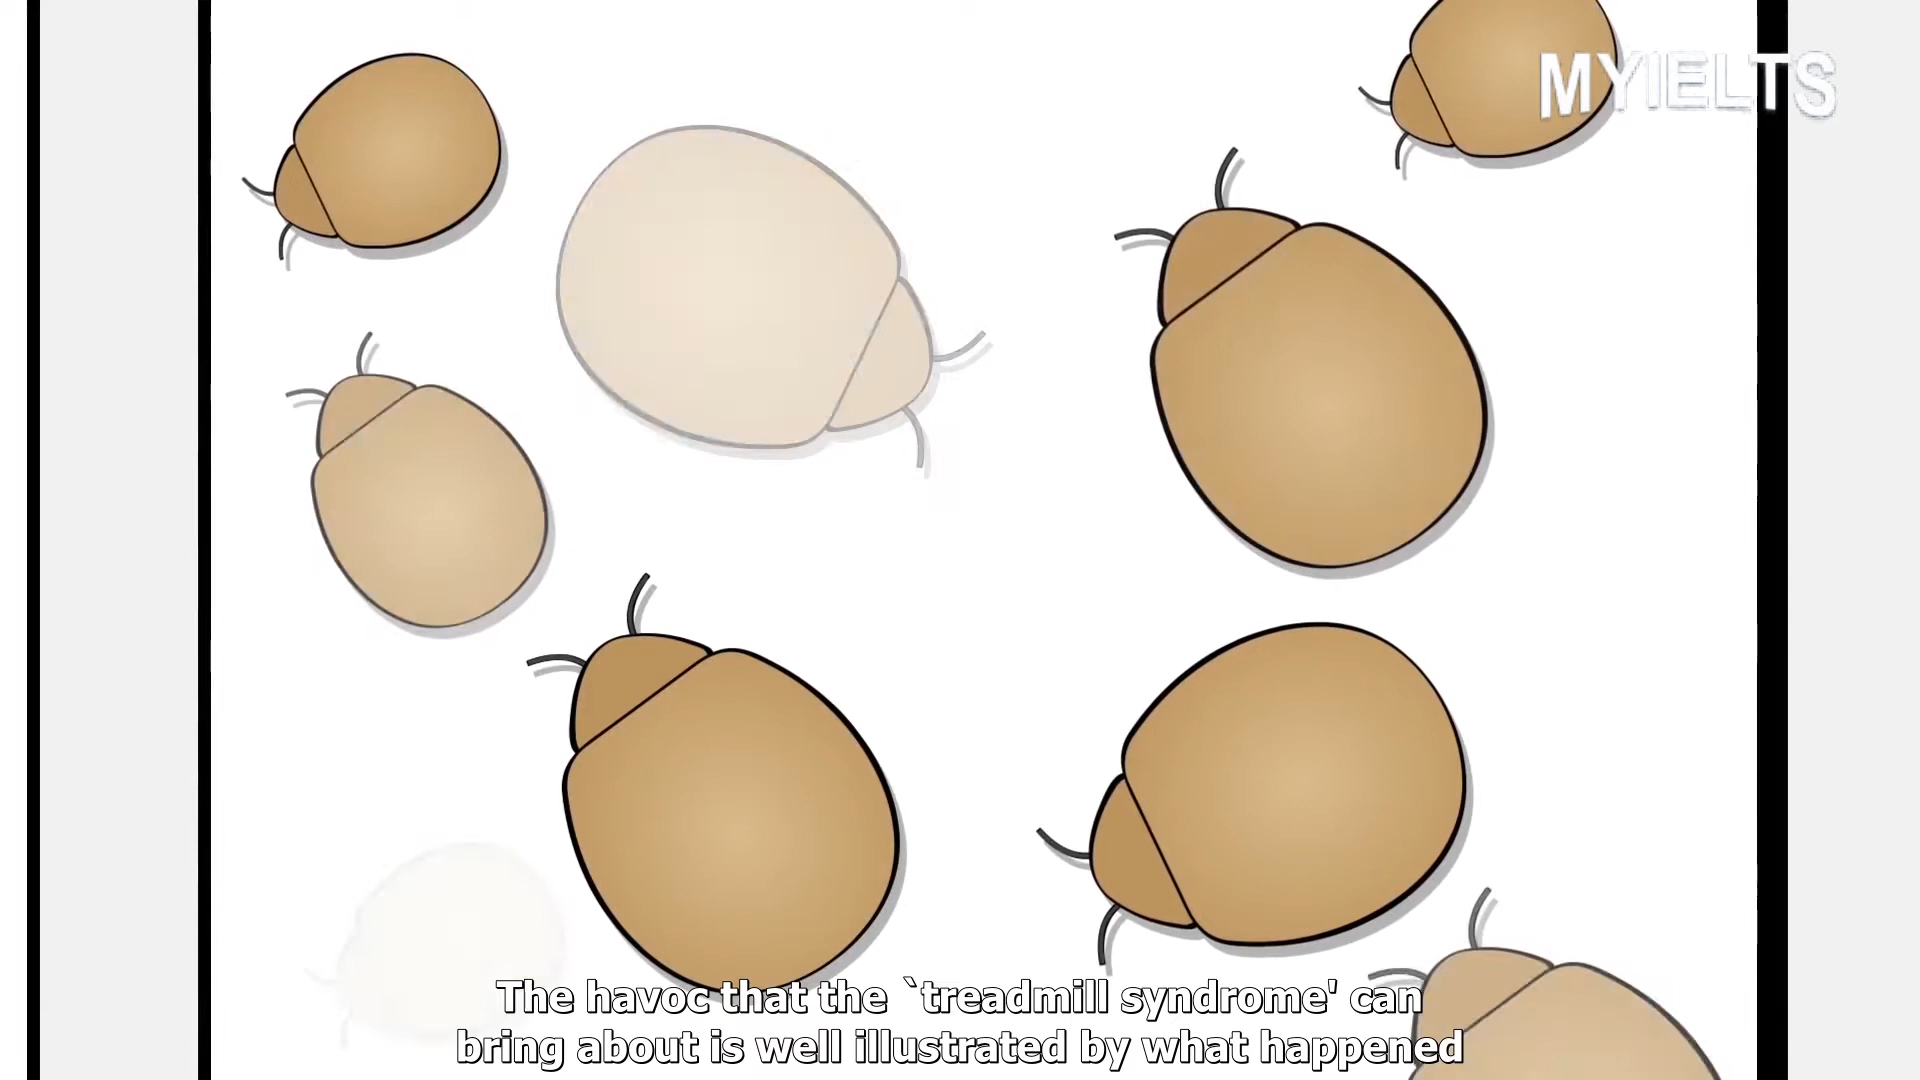 MYIELTS
The havoc that the `treadmill syndrome' can
bring about is well illustrated by what happened